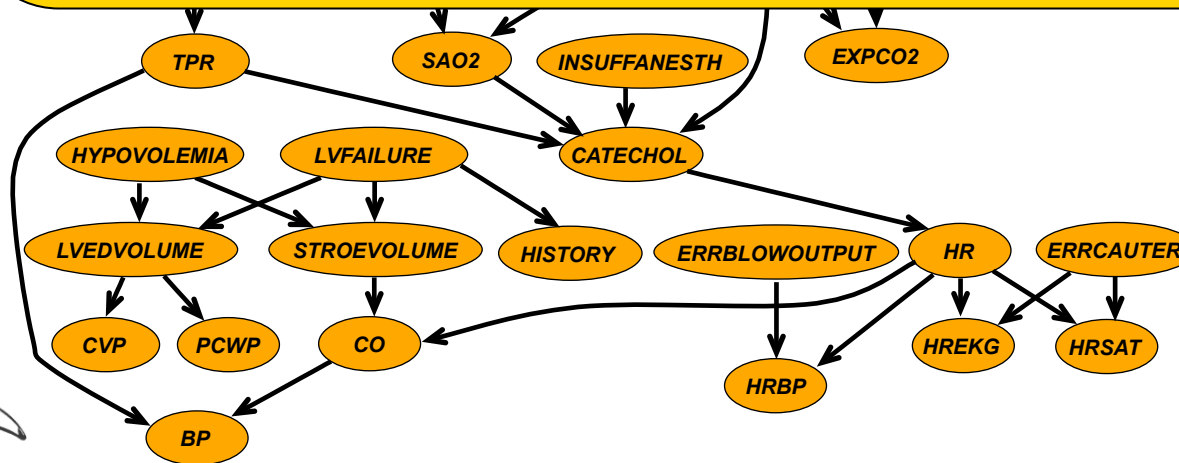 TPR
SAO2
INSUFFANESTH
EXPCO2
HYPOVOLEMIA
LVFAILURE
CATECHOL
LVEDVOLUME
STROEVOLUME
HISTORY
ERRBLOWOUTPUT
HR
ERRCAUTER
CVP
PCWP
CO
HREKG
HRSAT
HRBP
BP